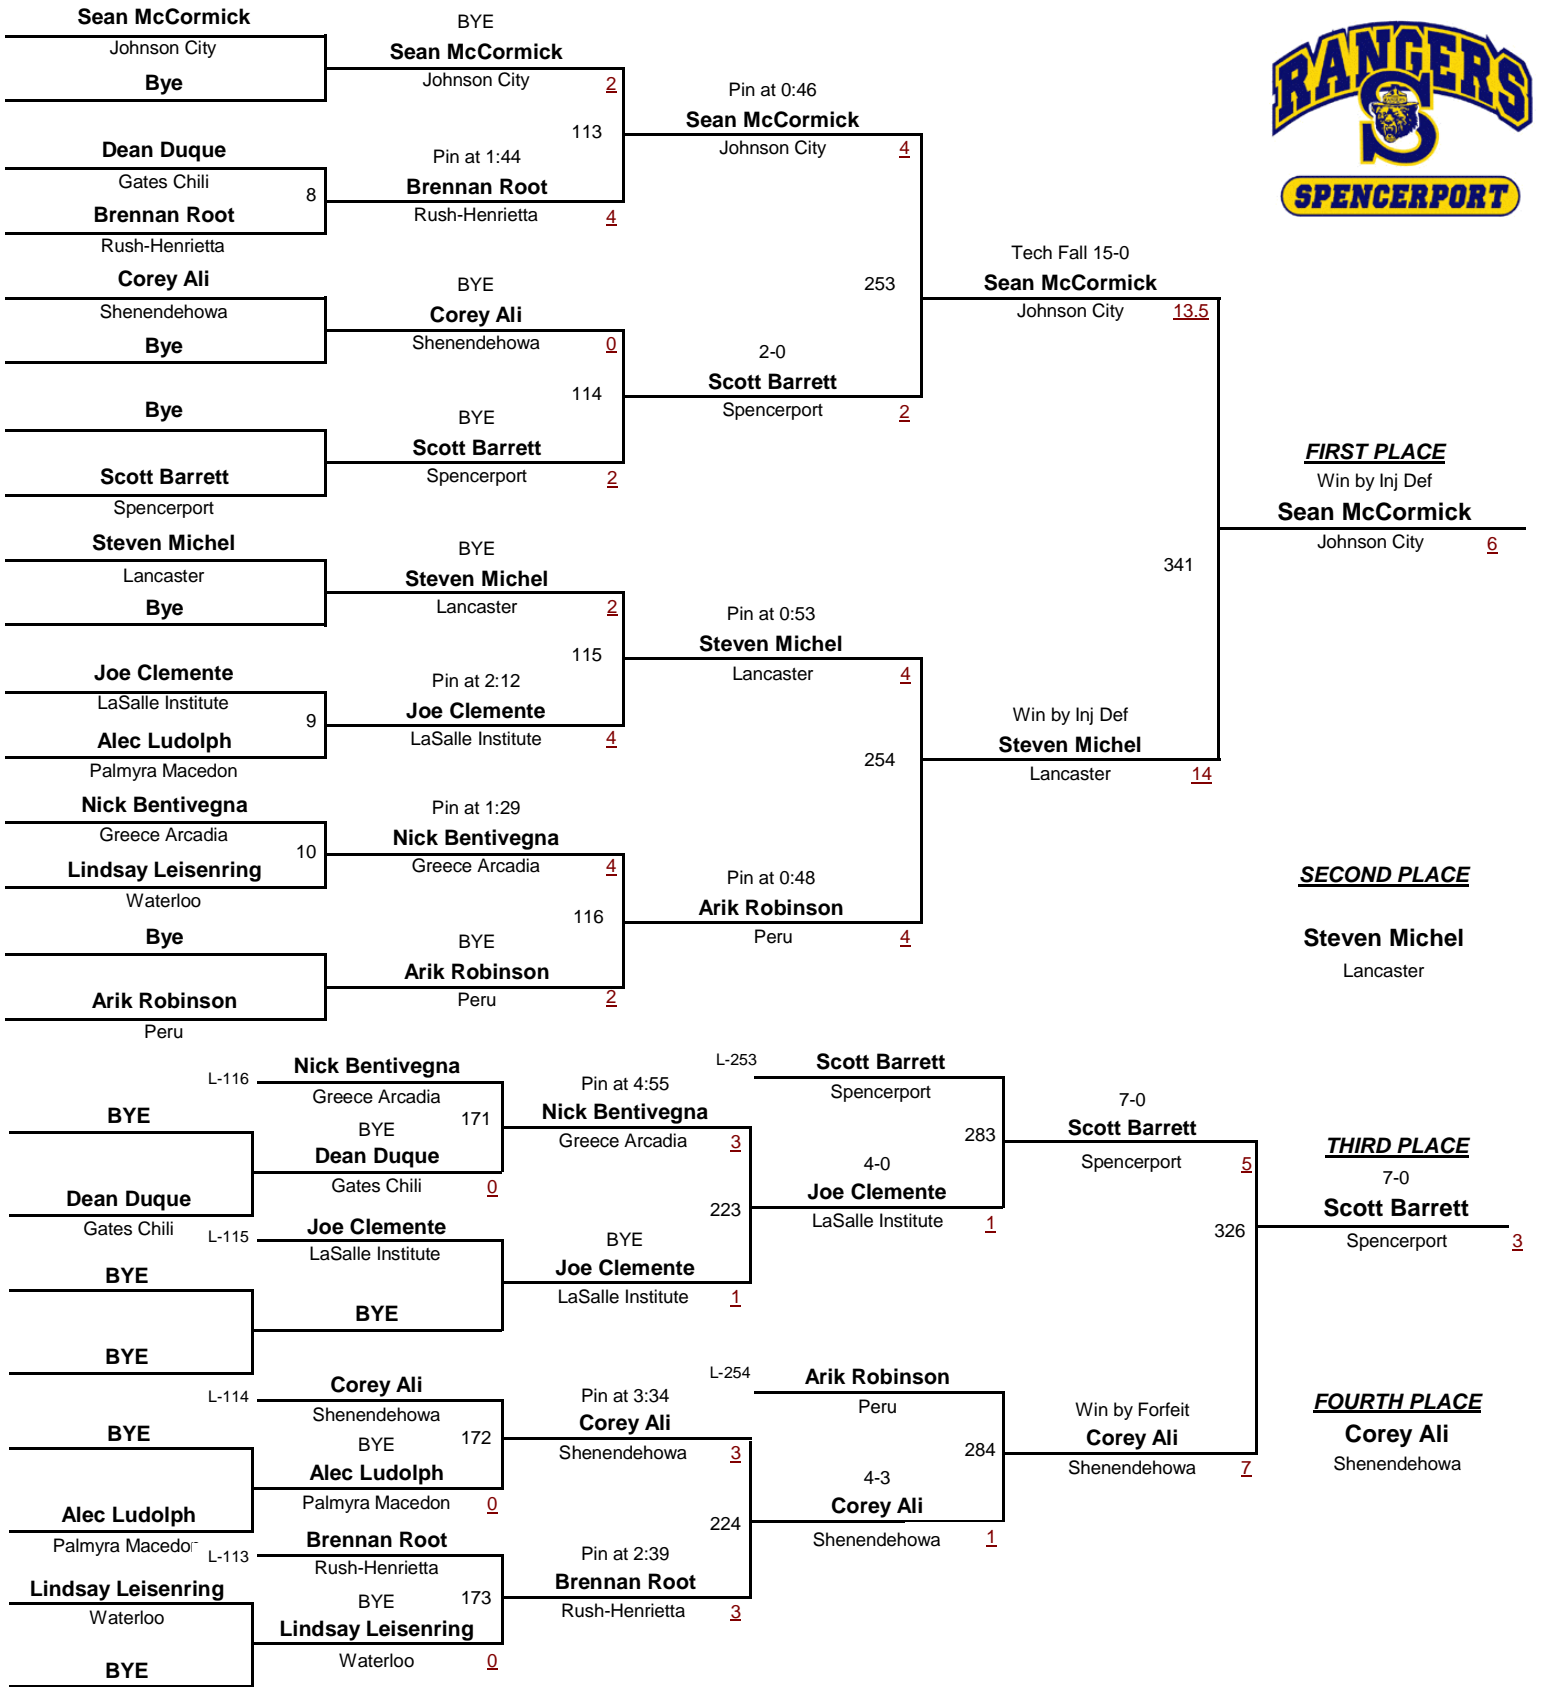 Sean McCormick
Johnson City
Bye
Dean Duque
Gates Chili
8
Brennan Root
Rush-Henrietta
Corey Ali
Shenendehowa
Bye
Bye
Scott Barrett
Spencerport
Steven Michel
Lancaster
Bye
Joe Clemente
LaSalle Institute
9
Alec Ludolph
Palmyra Macedon
Nick Bentivegna
Greece Arcadia
10
Lindsay Leisenring
Waterloo
Bye
Arik Robinson
Peru
BYE
Sean McCormick
Johnson City 2
113
Pin at 1:44
Brennan Root
Rush-Henrietta 4
BYE
Corey Ali
Shenendehowa 0
114
BYE
Scott Barrett
Spencerport 2
BYE
Steven Michel
Lancaster 2
115
Pin at 2:12
Joe Clemente
LaSalle Institute 4
Pin at 1:29
Nick Bentivegna
Greece Arcadia 4
116
BYE
Arik Robinson
Peru 2
Pin at 0:46
Sean McCormick
Johnson City 4
253
2-0
Scott Barrett
Spencerport 2
Pin at 0:53
Steven Michel
Lancaster 4
254
Pin at 0:48
Arik Robinson
Peru 4
Tech Fall 15-0
Sean McCormick
Johnson City 13.5
341
Win by Inj Def
Steven Michel
Lancaster 14
RANGERS
S
SPENCERPORT
FIRST PLACE
Win by Inj Def
Sean McCormick
Johnson City 6
SECOND PLACE
Steven Michel
Lancaster
BYE
Dean Duque
Gates Chili
BYE
BYE
BYE
Alec Ludolph
Palmyra Macedon
Lindsay Leisenring
Waterloo
BYE
L-116
Nick Bentivegna
Greece Arcadia
171
BYE
Dean Duque
Gates Chili 0
L-115
Joe Clemente
LaSalle Institute
BYE
L-114
Corey Ali
Shenendehowa
172
BYE
Alec Ludolph
Palmyra Macedon 0
L-113
Brennan Root
Rush-Henrietta
173
BYE
Lindsay Leisenring
Waterloo 0
Pin at 4:55
Nick Bentivegna
Greece Arcadia 3
223
BYE
Joe Clemente
LaSalle Institute 1
Pin at 3:34
Corey Ali
Shenendehowa 3
224
Pin at 2:39
Brennan Root
Rush-Henrietta 3
L-253
Scott Barrett
Spencerport
283
4-0
Joe Clemente
LaSalle Institute 1
L-254
Arik Robinson
Peru
284
4-3
Corey Ali
Shenendehowa 1
7-0
Scott Barrett
Spencerport 5
326
Win by Forfeit
Corey Ali
Shenendehowa 7
THIRD PLACE
7-0
Scott Barrett
Spencerport 3
FOURTH PLACE
Corey Ali
Shenendehowa